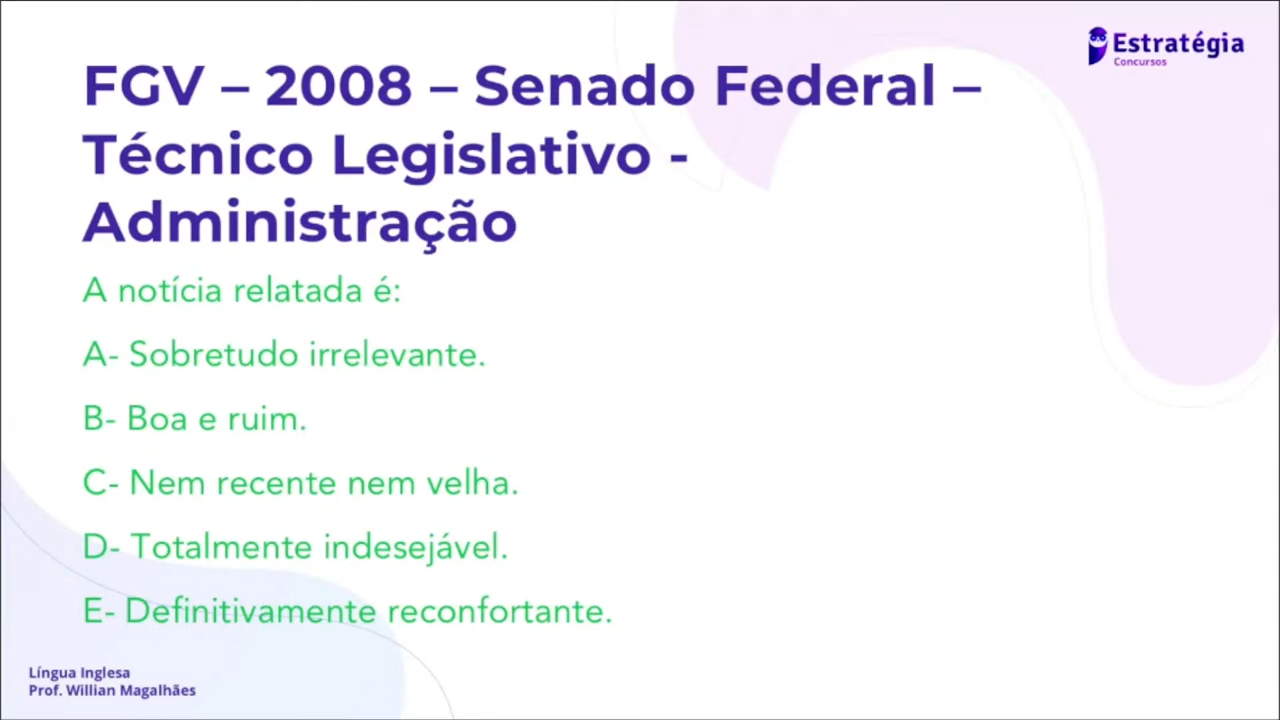 Estratégia
Concursos
FGV – 2008 – Senado Federal –
Técnico Legislativo -
Administração
A notícia relatada é:
A- Sobretudo irrelevante.
B- Boa e ruim.
C- Nem recente nem velha.
D- Totalmente indesejável.
E- Definitivamente reconfortante.
Língua Inglesa
Prof. Willian Magalhães